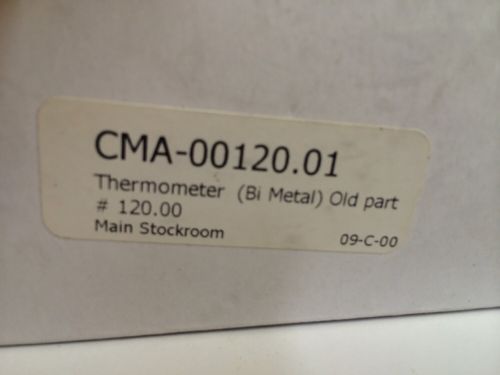 CMA-00120.01
Thermometer (Bi Metal) Old part
# 120.00
Main Stockroom 09-C-00